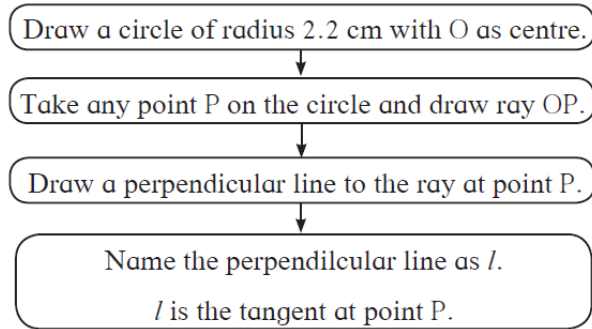 Draw a circle of radius 2.2 cm with O as centre.
Take any point P on the circle and draw ray OP.
Draw a perpendicular line to the ray at point P.
Name the perpendilcular line as l.
l is the tangent at point P.